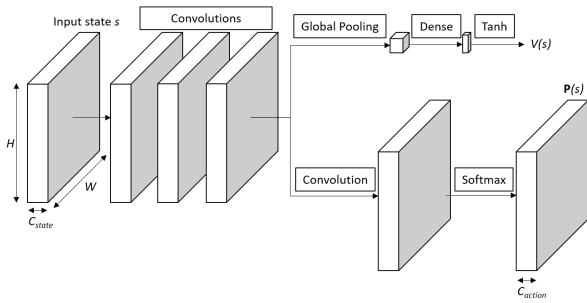 Input state s
Convolutions
Global Pooling
Dense
Tanh
V(s)
H
W
C_state
P(s)
Convolution
Softmax
C_action